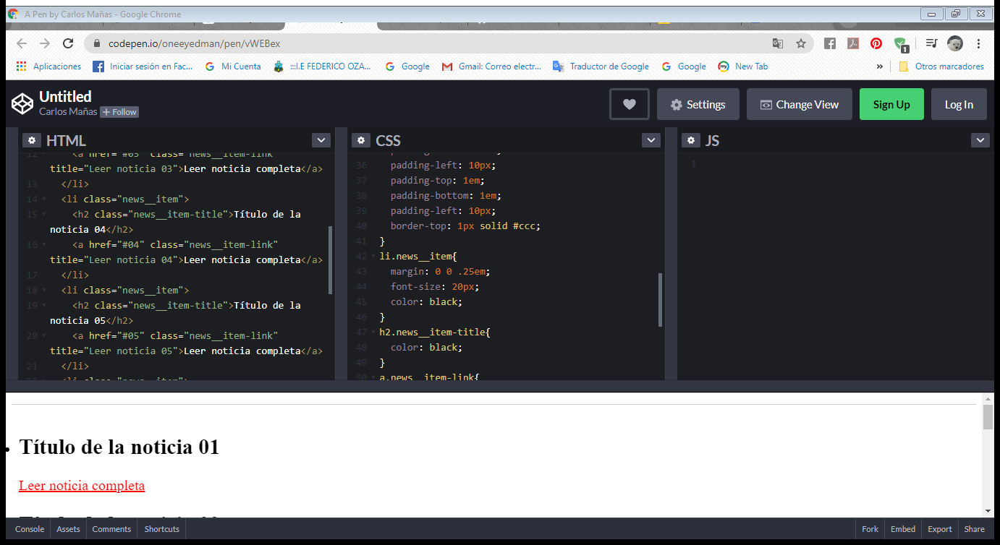 A Pen by Carlos Mañas - Google Chrome
codepen.io/oneeyedman/pen/vWEBex
1
Aplicaciones
Iniciar sesión en Fac...
Mi Cuenta
:::I.E FEDERICO OZA...
Google
Gmail: Correo electr...
Traductor de Google
Google
New Tab
»
Otros marcadores
Untitled
Carlos Mañas + Follow
Settings
Change View
Sign Up
Log In
HTML
12 <a href="#03" class="news__item-link"
title="Leer noticia 03">Leer noticia completa</a>
13 </li>
14 <li class="news__item">
15 <h2 class="news__item-title">Título de la
noticia 04</h2>
16 <a href="#04" class="news__item-link"
title="Leer noticia 04">Leer noticia completa</a>
17 </li>
18 <li class="news__item">
19 <h2 class="news__item-title">Título de la
noticia 05</h2>
20 <a href="#05" class="news__item-link"
title="Leer noticia 05">Leer noticia completa</a>
21 </li>
<li class="news__item">
CSS
36 padding-left: 10px;
37 padding-top: 1em;
38 padding-bottom: 1em;
39 padding-left: 10px;
40 border-top: 1px solid #ccc;
41 }
42 li.news__item{
43 margin: 0 0 .25em;
44 font-size: 20px;
45 color: black;
46 }
47 h2.news__item-title{
48 color: black;
49 }
50 a.news__item-link{
JS
1
Título de la noticia 01
Leer noticia completa
Console
Assets
Comments
Shortcuts
Fork
Embed
Export
Share